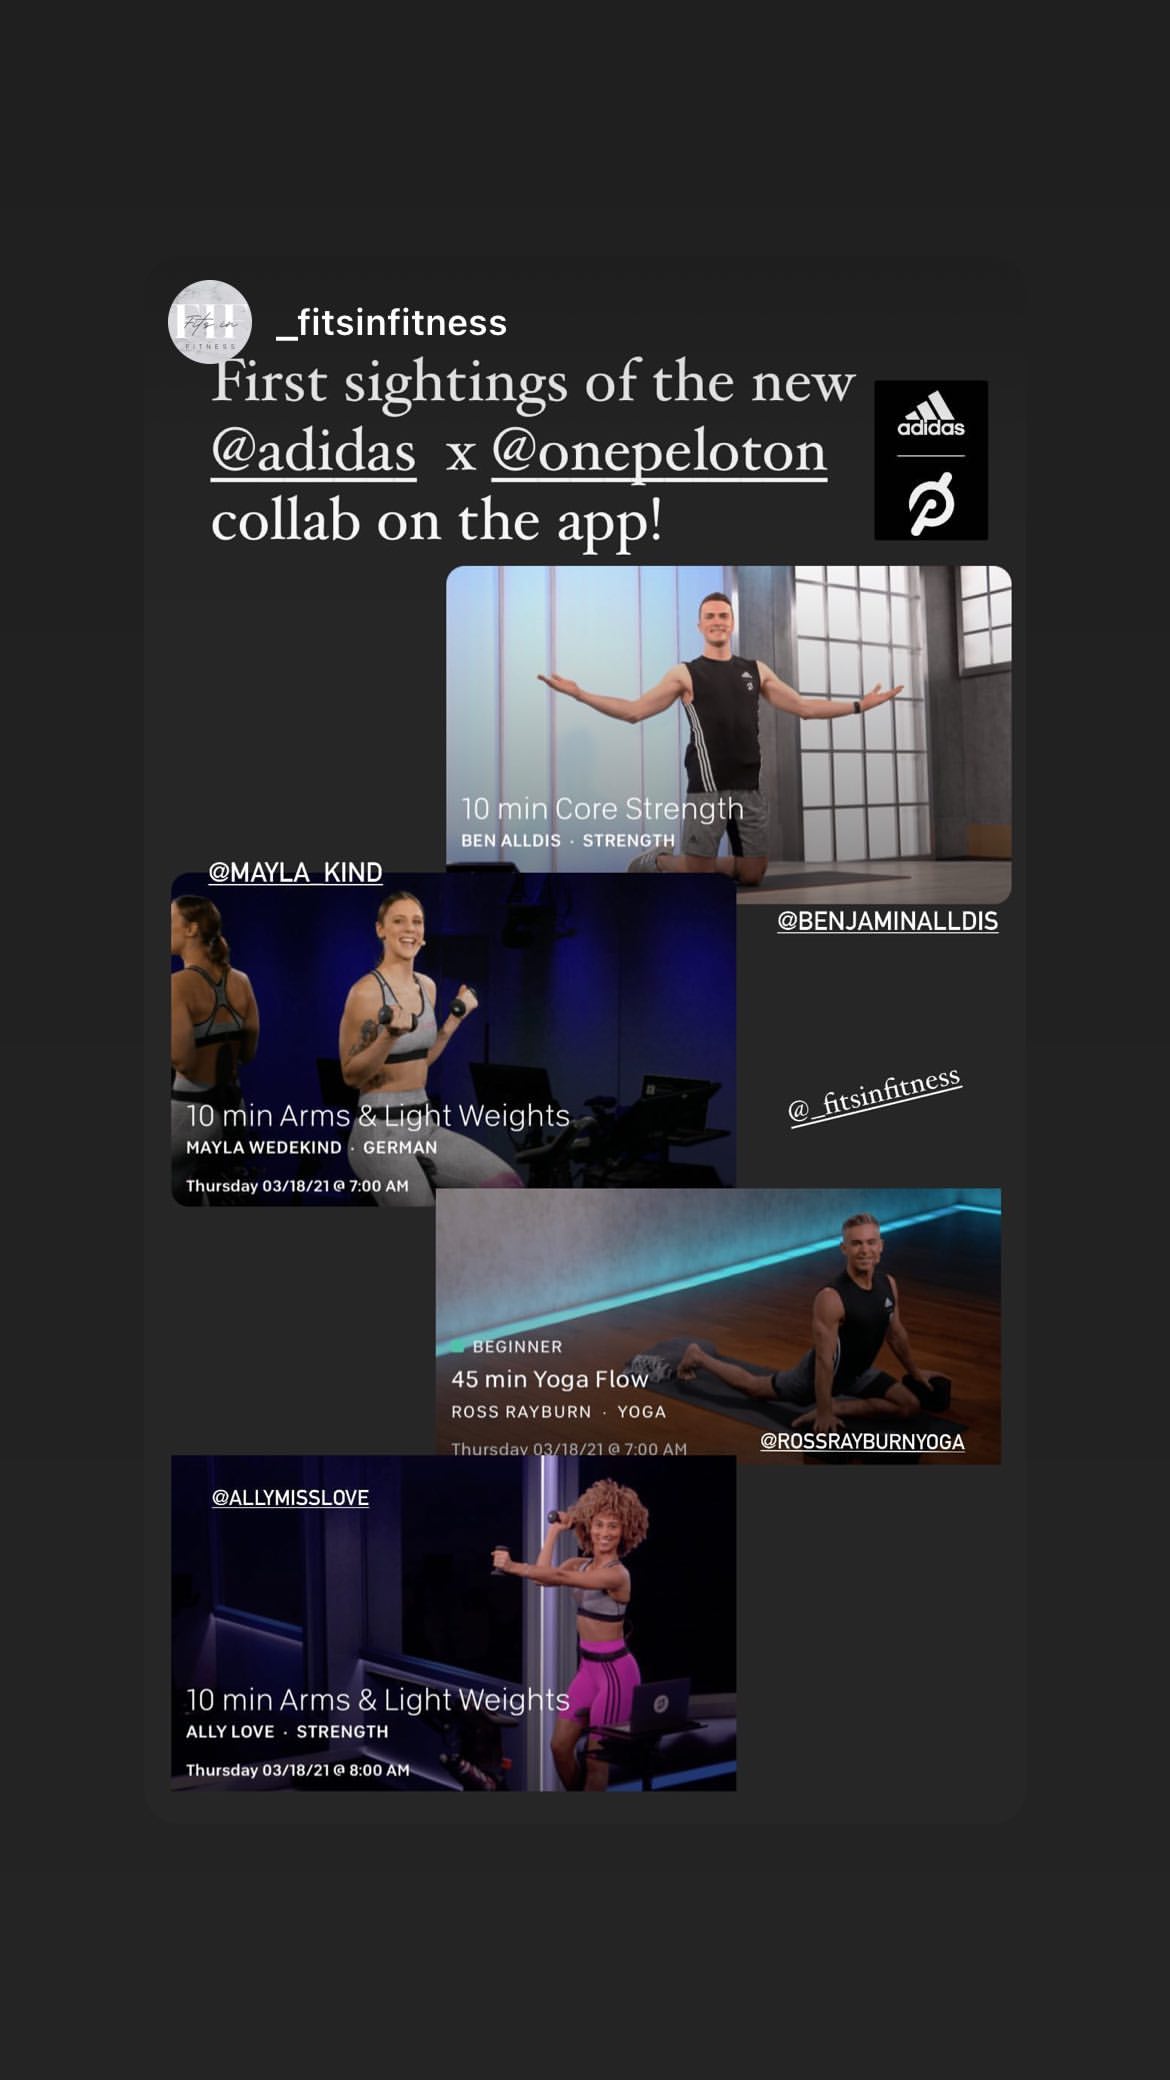 Fits in
FITNESS
_fitsinfitness
First sightings of the new
@adidas x @onepeloton
collab on the app!
adidas
10 min Core Strength
BEN ALLDIS · STRENGTH
@MAYLA_KIND
@BENJAMINALLDIS
10 min Arms & Light Weights
MAYLA WEDEKIND · GERMAN
Thursday 03/18/21 @ 7:00 AM
@_fitsinfitness
BEGINNER
45 min Yoga Flow
ROSS RAYBURN · YOGA
Thursday 03/18/21 @ 7:00 AM
@ROSSRAYBURNYOGA
@ALLYMISSLOVE
10 min Arms & Light Weights
ALLY LOVE · STRENGTH
Thursday 03/18/21 @ 8:00 AM